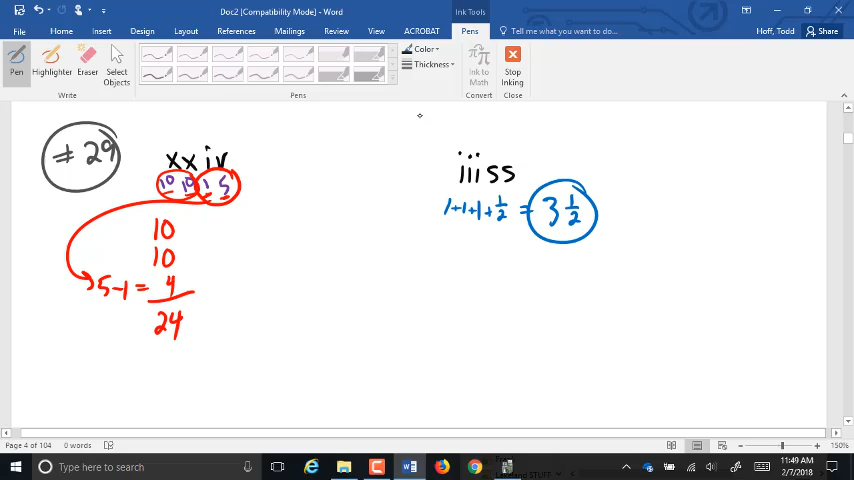 Doc2 [Compatibility Mode] - Word
Ink Tools
Hoff, Todd
File Home Insert Design Layout References Mailings Review View ACROBAT Pens Tell me what you want to do... Share
Pen Highlighter Eraser Select Objects
Color
Thickness
Ink to Math
Stop Inking
Write Pens Convert Close
# 29
xxiv
10 10 1 5
10
10
5-1= 4
24
iiiss
1+1+1+1/2 = 3 1/2
Page 4 of 104 0 words 150%
Type here to search
11:49 AM
2/7/2018